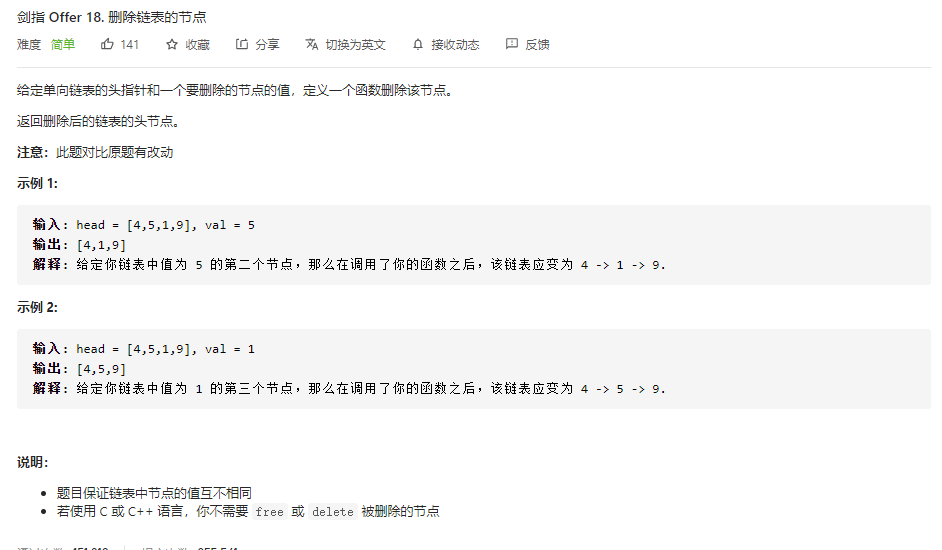 剑指 Offer 18. 删除链表的节点
难度 简单 141 收藏 分享 切换为英文 接收动态 反馈
给定单向链表的头指针和一个要删除的节点的值，定义一个函数删除该节点。
返回删除后的链表的头节点。
注意：此题对比原题有改动
示例 1:
输入: head = [4,5,1,9], val = 5
输出: [4,1,9]
解释: 给定你链表中值为 5 的第二个节点，那么在调用了你的函数之后，该链表应变为 4 -> 1 -> 9.
示例 2:
输入: head = [4,5,1,9], val = 1
输出: [4,5,9]
解释: 给定你链表中值为 1 的第三个节点，那么在调用了你的函数之后，该链表应变为 4 -> 5 -> 9.
说明：
题目保证链表中节点的值互不相同
若使用 C 或 C++ 语言，你不需要 free 或 delete 被删除的节点